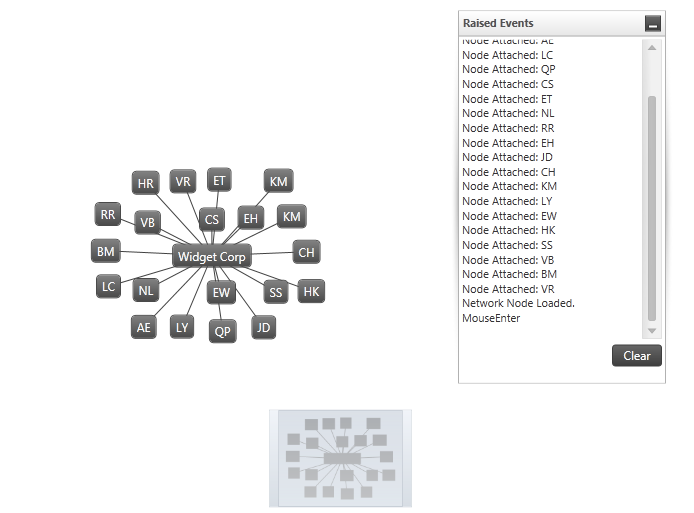 Raised Events
Node Attached: AE
Node Attached: LC
Node Attached: QP
Node Attached: CS
Node Attached: ET
Node Attached: NL
Node Attached: RR
Node Attached: EH
Node Attached: JD
Node Attached: CH
Node Attached: KM
Node Attached: LY
Node Attached: EW
Node Attached: HK
Node Attached: SS
Node Attached: VB
Node Attached: BM
Node Attached: VR
Network Node Loaded.
MouseEnter
Clear
HR VR ET KM
RR VB CS EH KM
BM Widget Corp CH
LC NL EW SS HK
AE LY QP JD